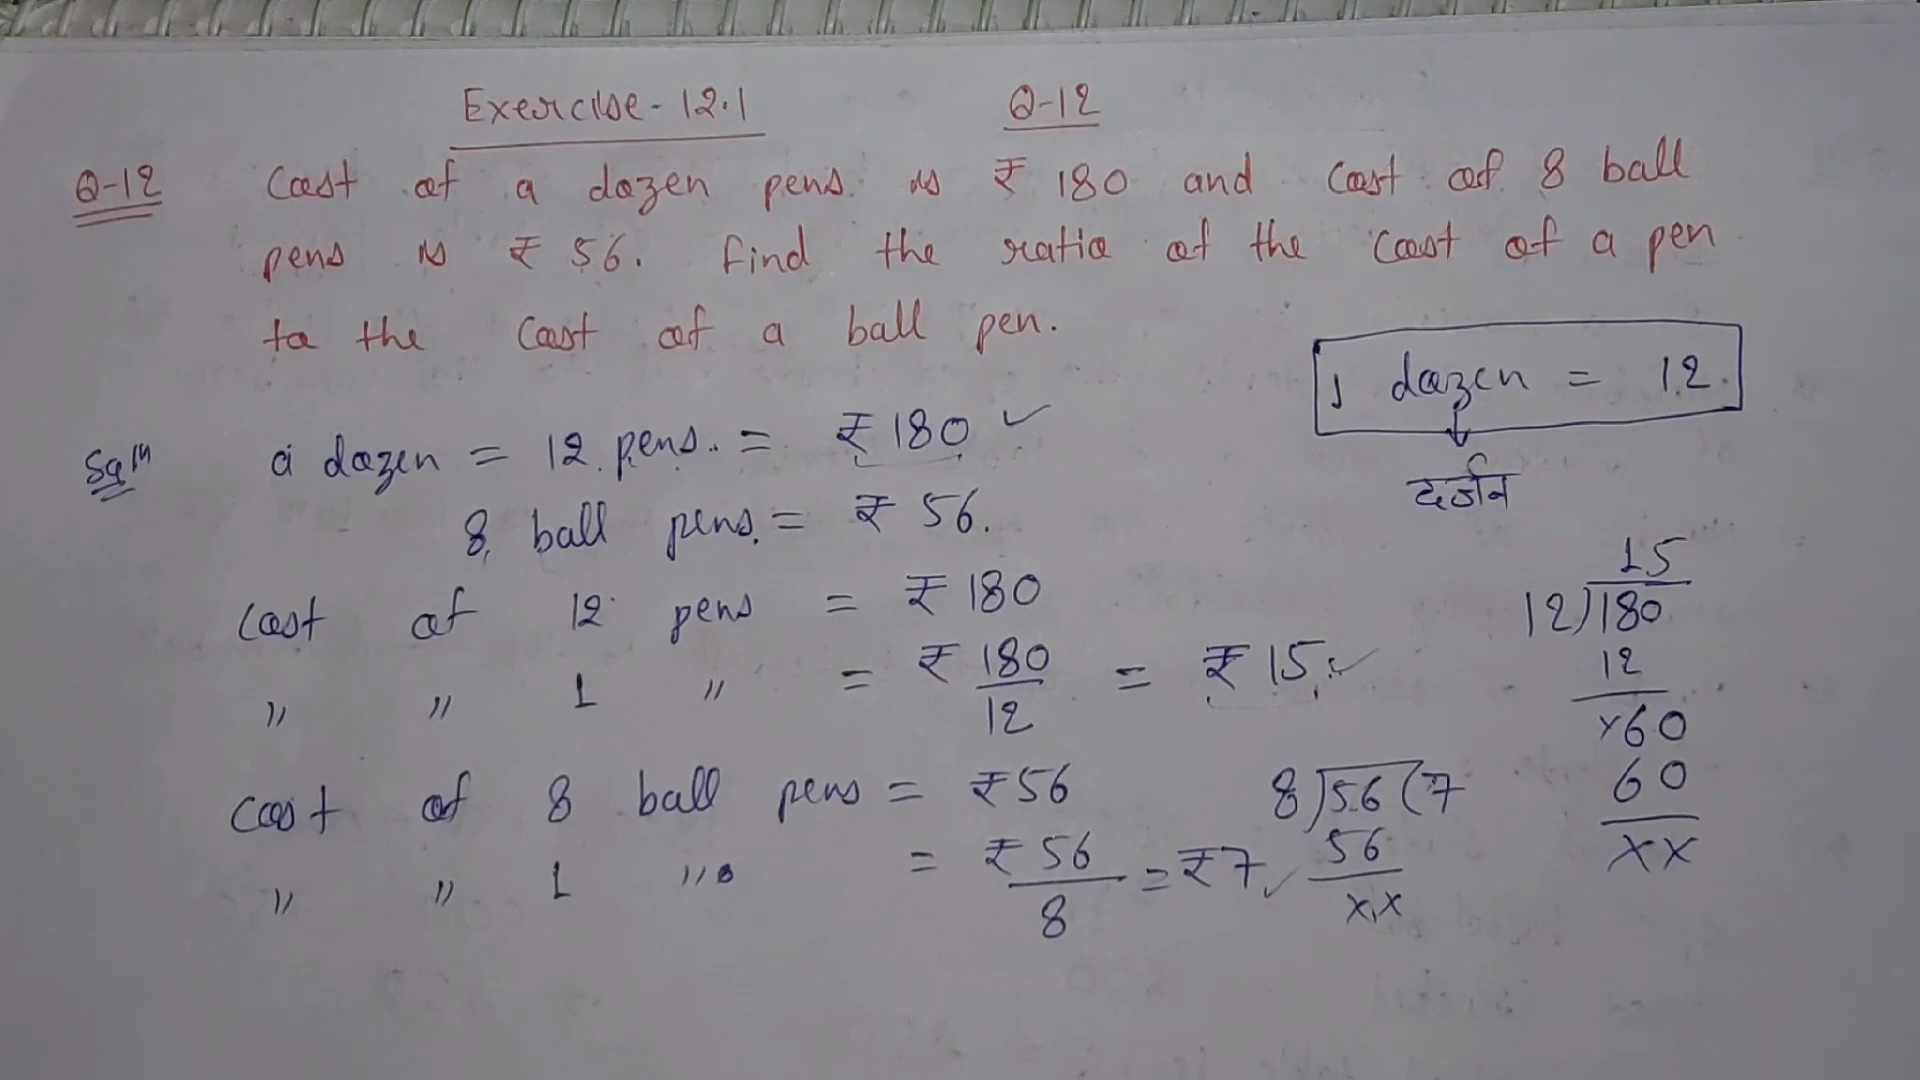 Exercise-12.1 Q-12
Q-12 Cost of a dozen pens is ₹ 180 and cost of 8 ball
pens is ₹ 56. Find the ratio of the cost of a pen
to the cost of a ball pen.
1 dozen = 12
दर्जन
Soln a dozen = 12 pens. = ₹ 180 ✓
8 ball pens. = ₹ 56.
Cost of 12 pens = ₹ 180
" " 1 " = ₹ 180/12 = ₹ 15 ✓
Cost of 8 ball pens = ₹ 56
" " 1 " = ₹ 56/8 = ₹ 7 ✓
8)56(7
56
xx
15
12)180
12
x60
60
xx